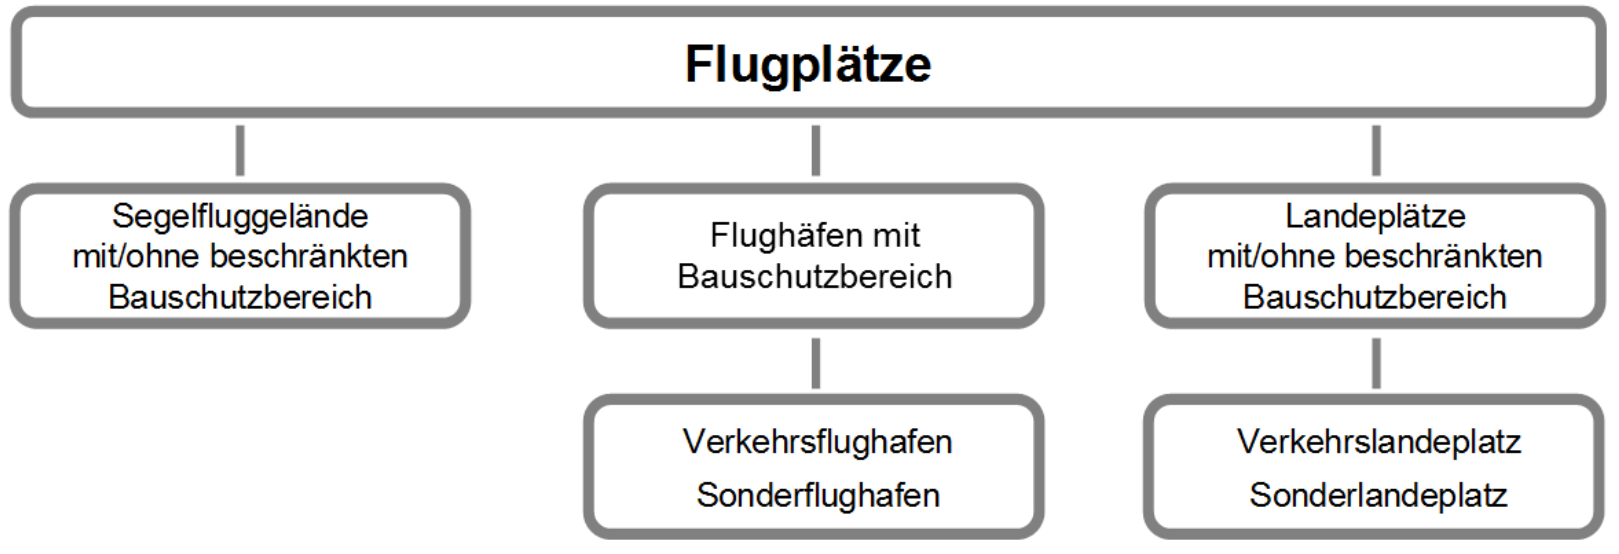 Flugplätze
Segelfluggelände
mit/ohne beschränkten
Bauschutzbereich
Flughäfen mit
Bauschutzbereich
Landeplätze
mit/ohne beschränkten
Bauschutzbereich
Verkehrsflughafen
Sonderflughafen
Verkehrslandeplatz
Sonderlandeplatz